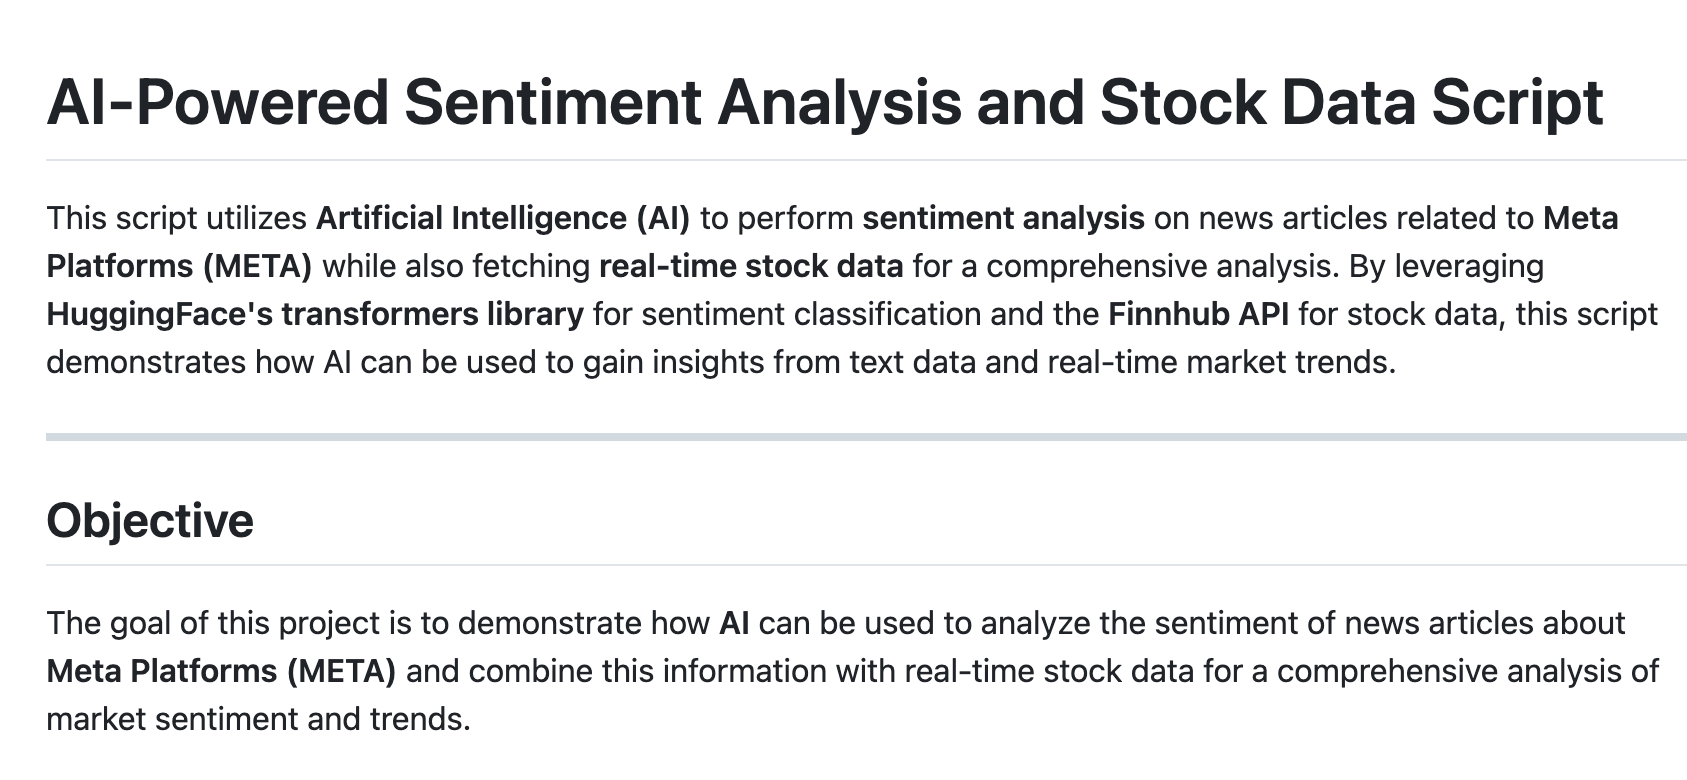 AI-Powered Sentiment Analysis and Stock Data Script
This script utilizes Artificial Intelligence (AI) to perform sentiment analysis on news articles related to Meta
Platforms (META) while also fetching real-time stock data for a comprehensive analysis. By leveraging
HuggingFace's transformers library for sentiment classification and the Finnhub API for stock data, this script
demonstrates how AI can be used to gain insights from text data and real-time market trends.
Objective
The goal of this project is to demonstrate how AI can be used to analyze the sentiment of news articles about
Meta Platforms (META) and combine this information with real-time stock data for a comprehensive analysis of
market sentiment and trends.